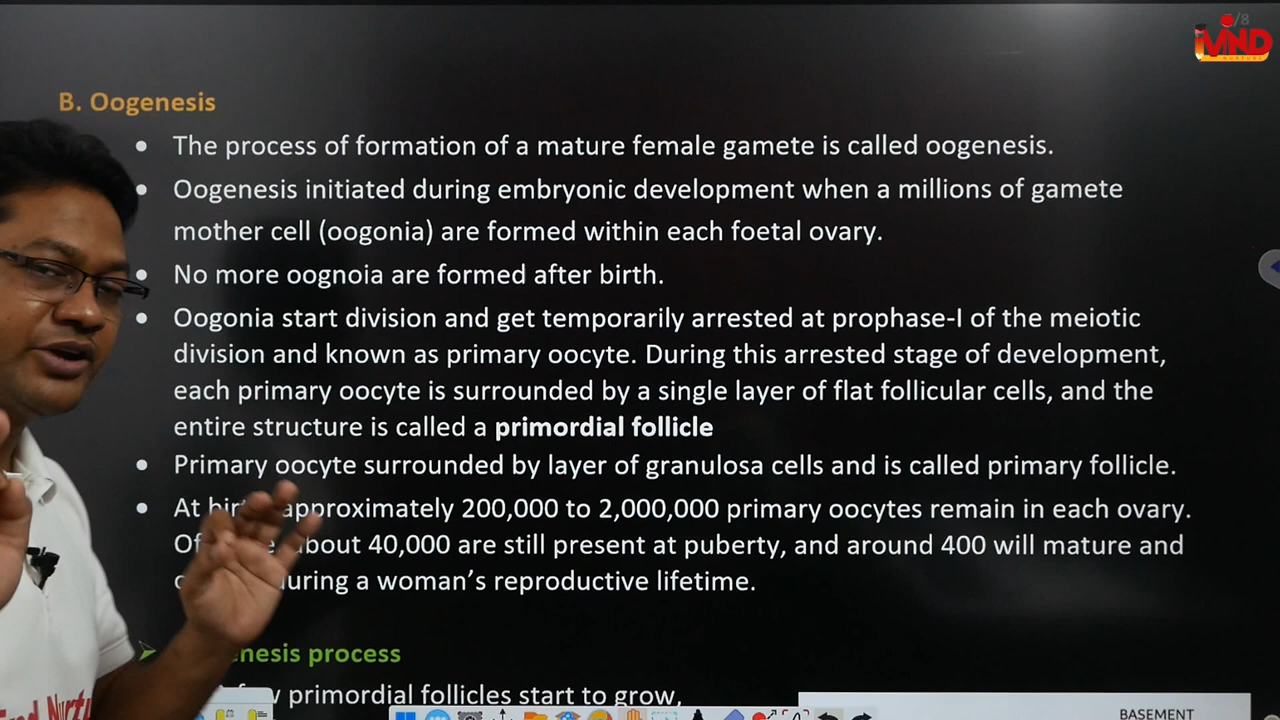 /8
MND
NURTURE
B. Oogenesis
• The process of formation of a mature female gamete is called oogenesis.
• Oogenesis initiated during embryonic development when a millions of gamete
mother cell (oogonia) are formed within each foetal ovary.
• No more oognoia are formed after birth.
• Oogonia start division and get temporarily arrested at prophase-I of the meiotic
division and known as primary oocyte. During this arrested stage of development,
each primary oocyte is surrounded by a single layer of flat follicular cells, and the
entire structure is called a primordial follicle
• Primary oocyte surrounded by layer of granulosa cells and is called primary follicle.
• At birth approximately 200,000 to 2,000,000 primary oocytes remain in each ovary.
about 40,000 are still present at puberty, and around 400 will mature and
during a woman's reproductive lifetime.
enesis process
primordial follicles start to grow,
BASEMENT